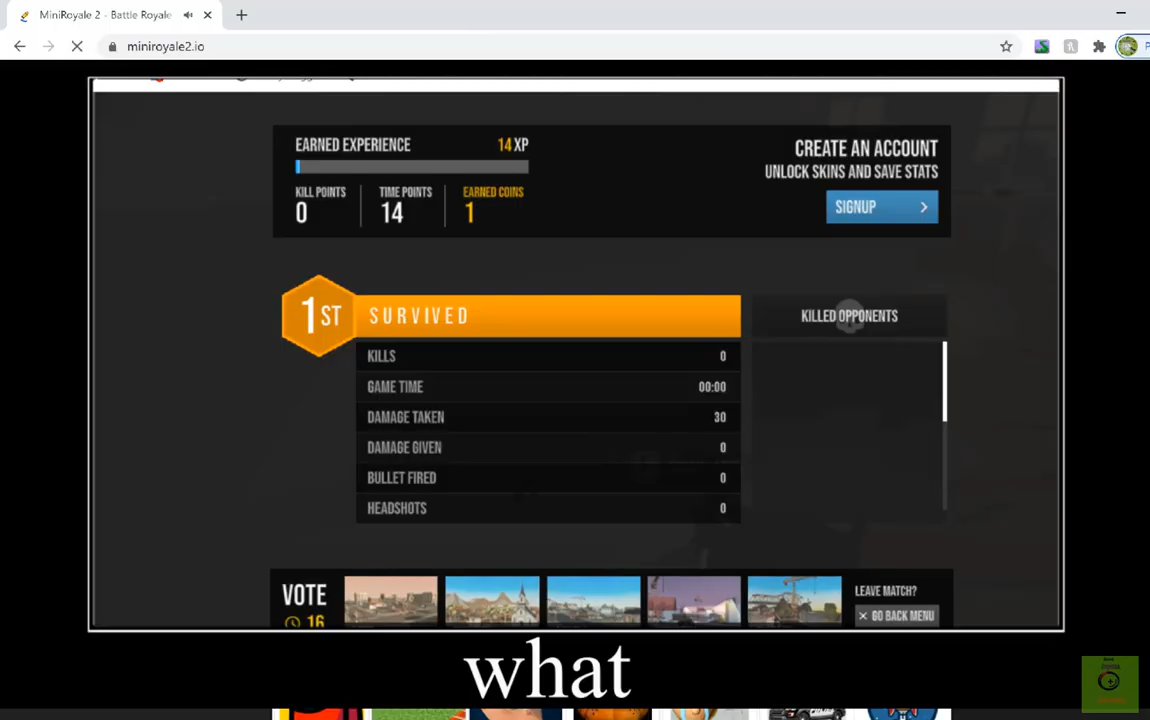 MiniRoyale 2 - Battle Royale
miniroyale2.io
EARNED EXPERIENCE 14 XP
KILL POINTS TIME POINTS EARNED COINS
0 14 1
CREATE AN ACCOUNT
UNLOCK SKINS AND SAVE STATS
SIGNUP >
1ST SURVIVED
KILLED OPPONENTS
KILLS 0
GAME TIME 00:00
DAMAGE TAKEN 30
DAMAGE GIVEN 0
BULLET FIRED 0
HEADSHOTS 0
VOTE
16
LEAVE MATCH?
× GO BACK MENU
what